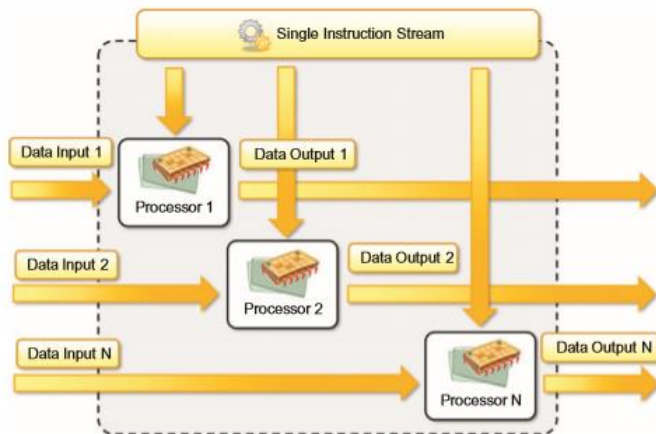 Single Instruction Stream
Data Input 1
Data Output 1
Processor 1
Data Input 2
Data Output 2
Processor 2
Data Input N
Data Output N
Processor N